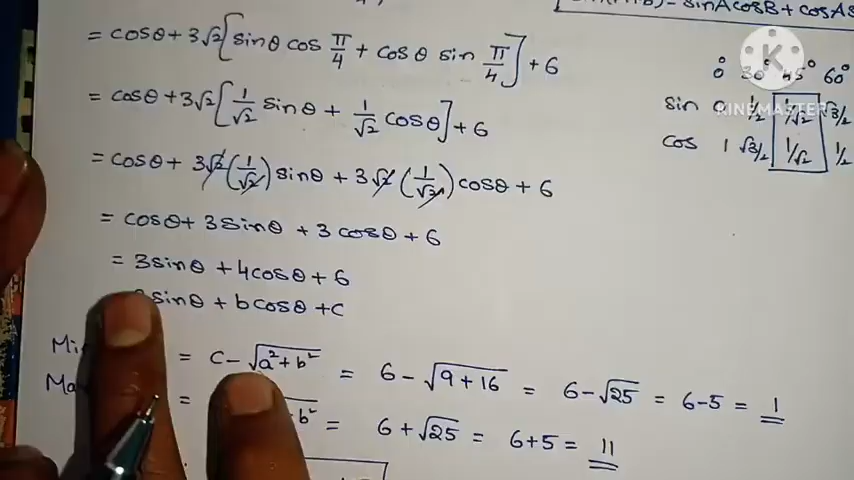 sinAcosB + cosAs
= cosθ + 3√2 [ sinθ cos π/4 + cosθ sin π/4 ] + 6
= cosθ + 3√2 [ 1/√2 sinθ + 1/√2 cosθ ] + 6
= cosθ + 3√2 (1/√2) sinθ + 3√2 (1/√2) cosθ + 6
= cosθ + 3sinθ + 3cosθ + 6
= 3sinθ + 4cosθ + 6
sinθ + bcosθ + c
Mi = c - √a²+b² = 6 - √9+16 = 6-√25 = 6-5 = 1
Ma = -b² = 6 + √25 = 6+5 = 11
0° 30° 45° 60°
sin 0 1/2 1/√2 √3/2
cos 1 √3/2 1/√2 1/2
KINEMASTER